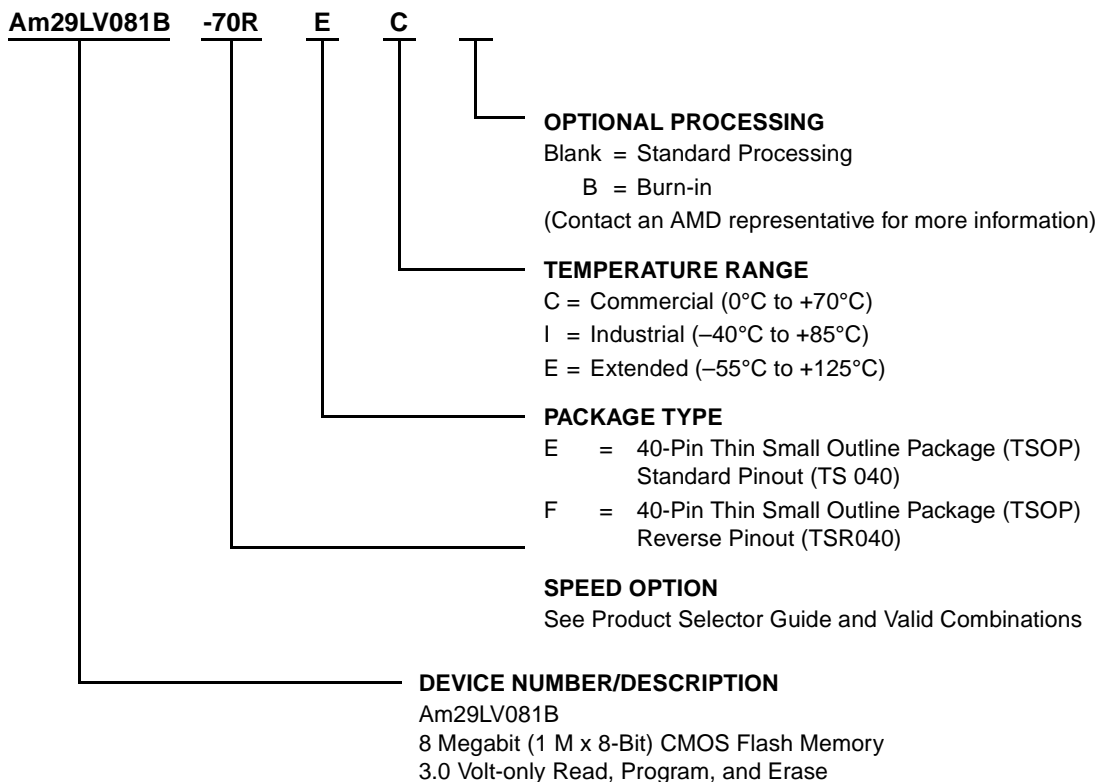 Am29LV081B -70R E C
OPTIONAL PROCESSING
Blank = Standard Processing
B = Burn-in
(Contact an AMD representative for more information)
TEMPERATURE RANGE
C = Commercial (0°C to +70°C)
I = Industrial (–40°C to +85°C)
E = Extended (–55°C to +125°C)
PACKAGE TYPE
E = 40-Pin Thin Small Outline Package (TSOP)
Standard Pinout (TS 040)
F = 40-Pin Thin Small Outline Package (TSOP)
Reverse Pinout (TSR040)
SPEED OPTION
See Product Selector Guide and Valid Combinations
DEVICE NUMBER/DESCRIPTION
Am29LV081B
8 Megabit (1 M x 8-Bit) CMOS Flash Memory
3.0 Volt-only Read, Program, and Erase